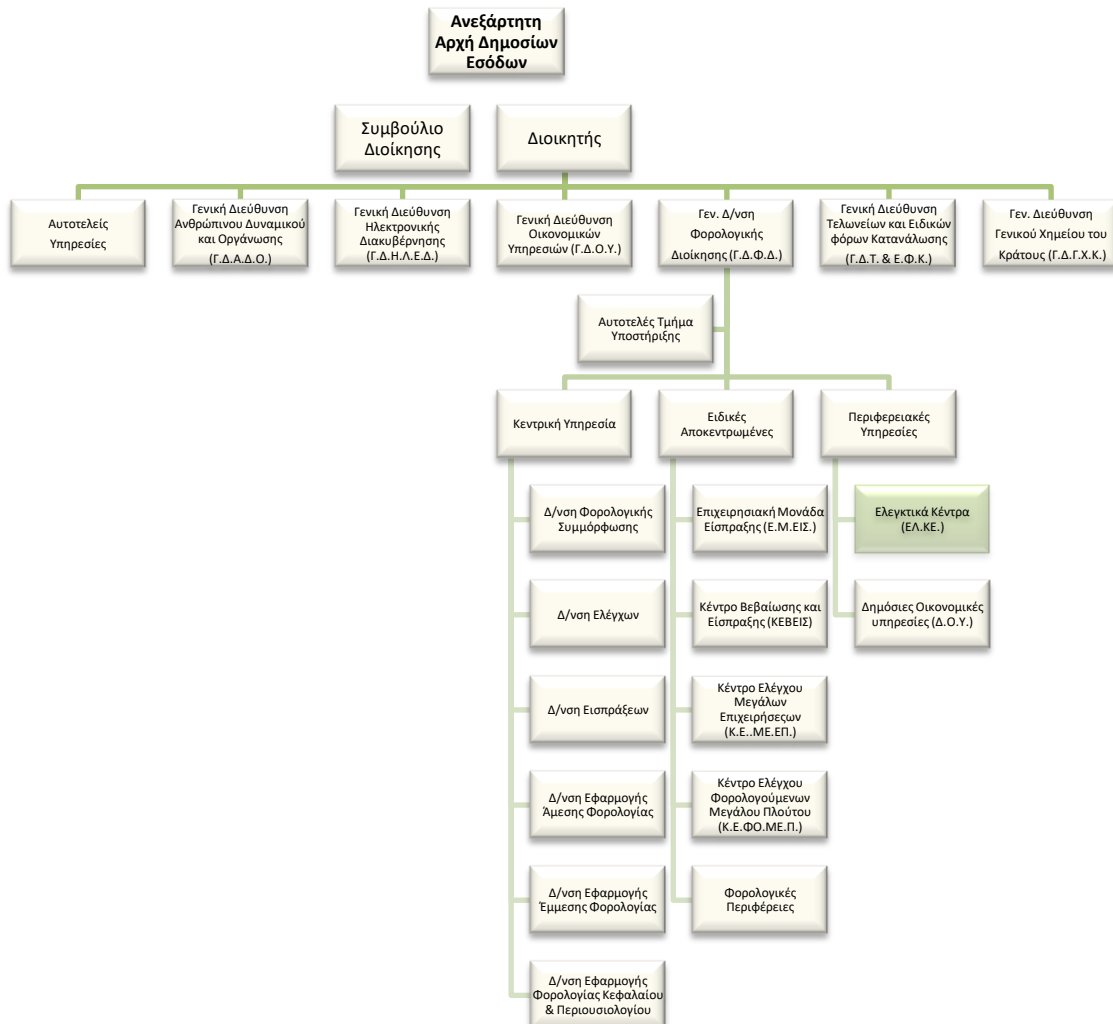 Ανεξάρτητη
Αρχή Δημοσίων
Εσόδων
Συμβούλιο
Διοίκησης
Διοικητής
Αυτοτελείς
Υπηρεσίες
Γενική Διεύθυνση
Ανθρώπινου Δυναμικού
και Οργάνωσης
(Γ.Δ.Α.Δ.Ο.)
Γενική Διεύθυνση
Ηλεκτρονικής
Διακυβέρνησης
(Γ.Δ.Η.Λ.Ε.Δ.)
Γενική Διεύθυνση
Οικονομικών
Υπηρεσιών (Γ.Δ.Ο.Υ.)
Γεν. Δ/νση
Φορολογικής
Διοίκησης (Γ.Δ.Φ.Δ.)
Γενική Διεύθυνση
Τελωνείων και Ειδικών
φόρων Κατανάλωσης
(Γ.Δ.Τ. & Ε.Φ.Κ.)
Γεν. Διεύθυνση
Γενικού Χημείου του
Κράτους (Γ.Δ.Γ.Χ.Κ.)
Αυτοτελές Τμήμα
Υποστήριξης
Κεντρική Υπηρεσία
Ειδικές
Αποκεντρωμένες
Περιφερειακές
Υπηρεσίες
Δ/νση Φορολογικής
Συμμόρφωσης
Δ/νση Ελέγχων
Δ/νση Εισπράξεων
Δ/νση Εφαρμογής
Άμεσης Φορολογίας
Δ/νση Εφαρμογής
Έμμεσης Φορολογίας
Δ/νση Εφαρμογής
Φορολογίας Κεφαλαίου
& Περιουσιολογίου
Επιχειρησιακή Μονάδα
Είσπραξης (Ε.Μ.ΕΙΣ.)
Κέντρο Βεβαίωσης και
Είσπραξης (ΚΕΒΕΙΣ)
Κέντρο Ελέγχου
Μεγάλων
Επιχειρήσεςων
(Κ.Ε..ΜΕ.ΕΠ.)
Κέντρο Ελέγχου
Φορολογούμενων
Μεγάλου Πλούτου
(Κ.Ε.ΦΟ.ΜΕ.Π.)
Φορολογικές
Περιφέρειες
Ελεγκτικά Κέντρα
(ΕΛ.ΚΕ.)
Δημόσιες Οικονομικές
υπηρεσίες (Δ.Ο.Υ.)